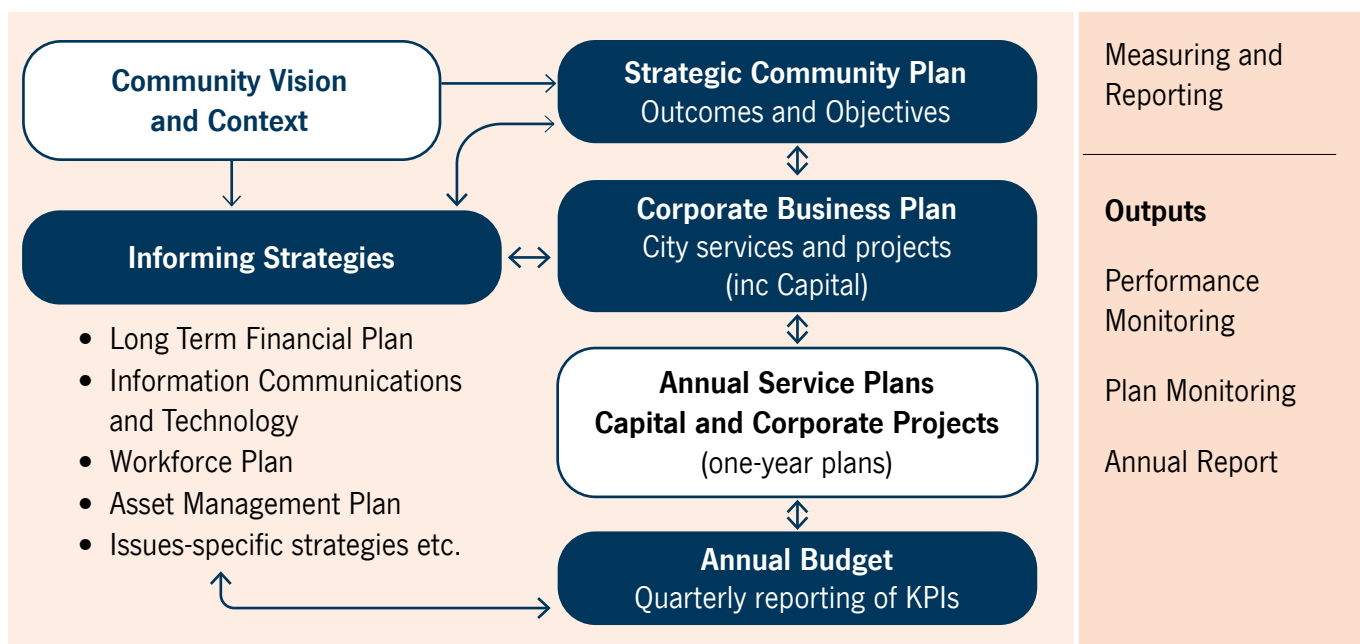 Community Vision
and Context
Strategic Community Plan
Outcomes and Objectives
Informing Strategies
Corporate Business Plan
City services and projects
(inc Capital)
• Long Term Financial Plan
• Information Communications
and Technology
• Workforce Plan
• Asset Management Plan
• Issues-specific strategies etc.
Annual Service Plans
Capital and Corporate Projects
(one-year plans)
Annual Budget
Quarterly reporting of KPIs
Measuring and
Reporting
Outputs
Performance
Monitoring
Plan Monitoring
Annual Report